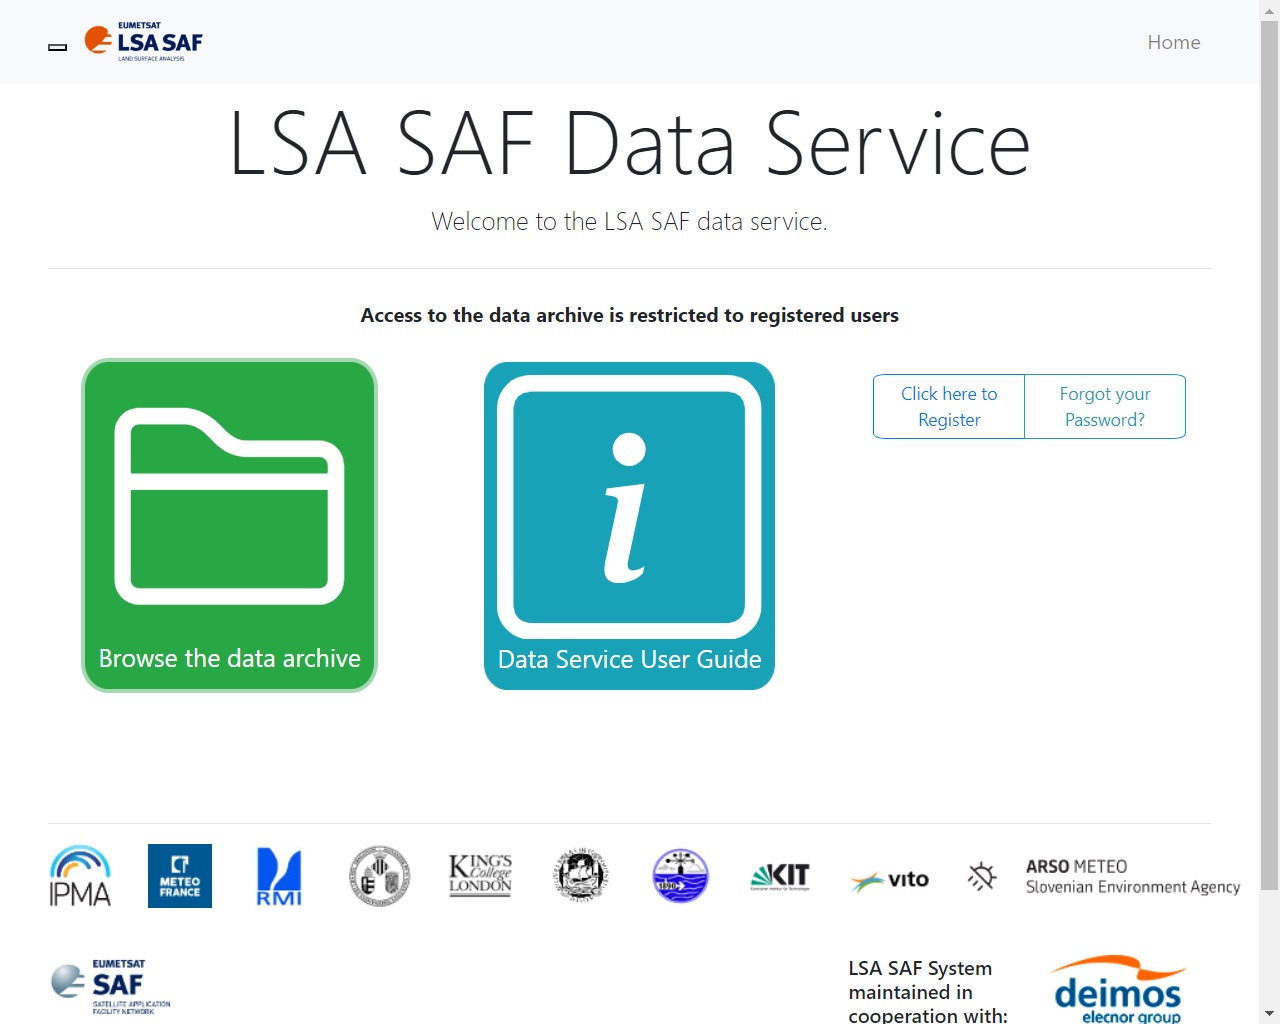 EUMETSAT
LSA SAF
LAND SURFACE ANALYSIS
Home
LSA SAF Data Service
Welcome to the LSA SAF data service.
Access to the data archive is restricted to registered users
Browse the data archive
i
Data Service User Guide
Click here to
Register
Forgot your
Password?
IPMA
METEO
FRANCE
RMI
KING'S
College
LONDON
1890
KIT
vito
ARSO METEO
Slovenian Environment Agency
EUMETSAT
SAF
SATELLITE APPLICATION
FACILITY NETWORK
LSA SAF System
maintained in
cooperation with:
deimos
elecnor group